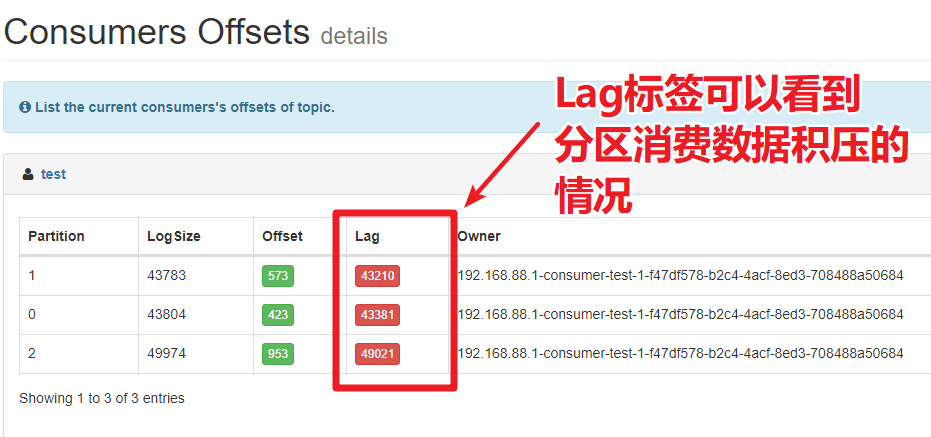 Consumers Offsets details
List the current consumers's offsets of topic.
Lag标签可以看到
分区消费数据积压的
情况
test
Partition LogSize Offset Lag Owner
1 43783 573 43210 192.168.88.1-consumer-test-1-f47df578-b2c4-4acf-8ed3-708488a50684
0 43804 423 43381 192.168.88.1-consumer-test-1-f47df578-b2c4-4acf-8ed3-708488a50684
2 49974 953 49021 192.168.88.1-consumer-test-1-f47df578-b2c4-4acf-8ed3-708488a50684
Showing 1 to 3 of 3 entries